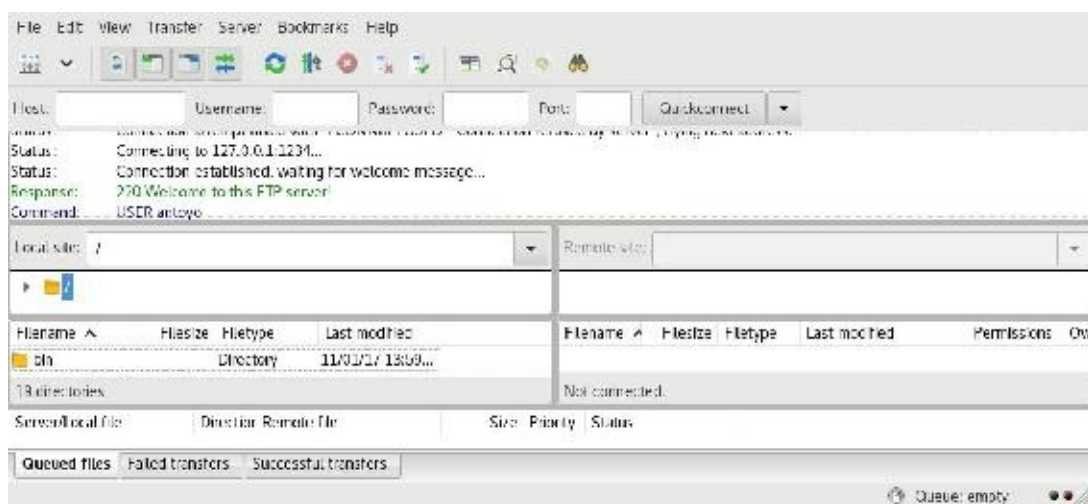 File Edit View Transfer Server Bookmarks Help
Host: Username: Password: Port: Quickconnect
Status: Connecting to 127.0.0.1:1234...
Status: Connection established, waiting for welcome message...
Response: 220 Welcome to this FTP server!
Command: USER antoyo
Local site: / Remote site:
/
Filename Filesize Filetype Last modified Filename Filesize Filetype Last modified Permissions Ow
bin Directory 11/01/17 13:59...
19 directories Not connected.
Server/Local file Direction Remote file Size Priority Status
Queued files Failed transfers Successful transfers
Queue: empty